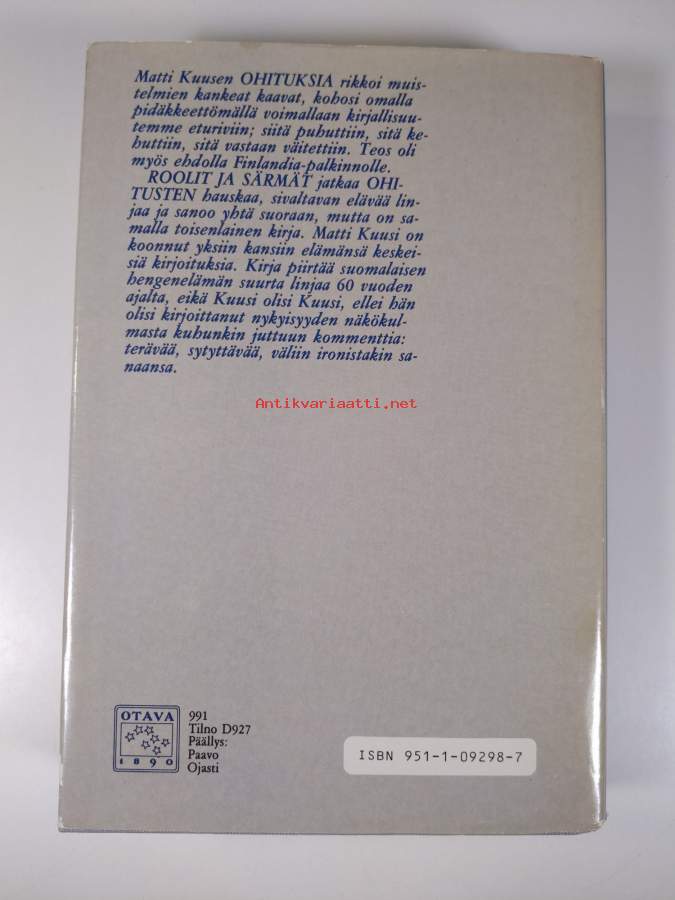 Matti Kuusen OHITUKSIA rikkoi muis-
telmien kankeat kaavat, kohosi omalla
pidäkkeettömällä voimallaan kirjallisuu-
temme eturiviin; siitä puhuttiin, sitä ke-
huttiin, sitä vastaan väitettiin. Teos oli
myös ehdolla Finlandia-palkinnolle.
ROOLIT JA SÄRMÄT jatkaa OHI-
TUSTEN hauskaa, sivaltavan elävää lin-
jaa ja sanoo yhtä suoraan, mutta on sa-
malla toisenlainen kirja. Matti Kuusi on
koonnut yksiin kansiin elämänsä keskei-
siä kirjoituksia. Kirja piirtää suomalaisen
hengenelämän suurta linjaa 60 vuoden
ajalta, eikä Kuusi olisi Kuusi, ellei hän
olisi kirjoittanut nykyisyyden näkökul-
masta kuhunkin juttuun kommenttia:
terävää, sytyttävää, väliin ironistakin sa-
naansa.
Antikvariaatti.net
OTAVA
1890
991
Tilno D927
Päällys:
Paavo
Ojasti
ISBN 951-1-09298-7